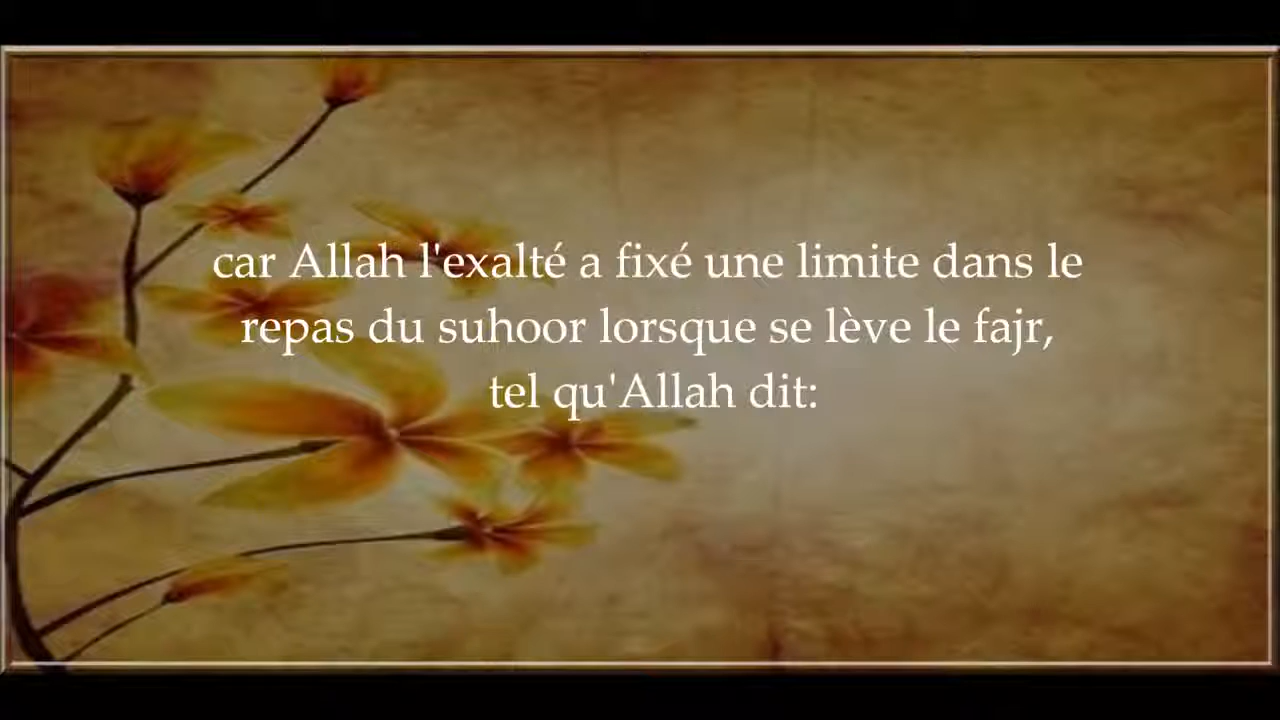 car Allah l'exalté a fixé une limite dans le
repas du suhoor lorsque se lève le fajr,
tel qu'Allah dit: